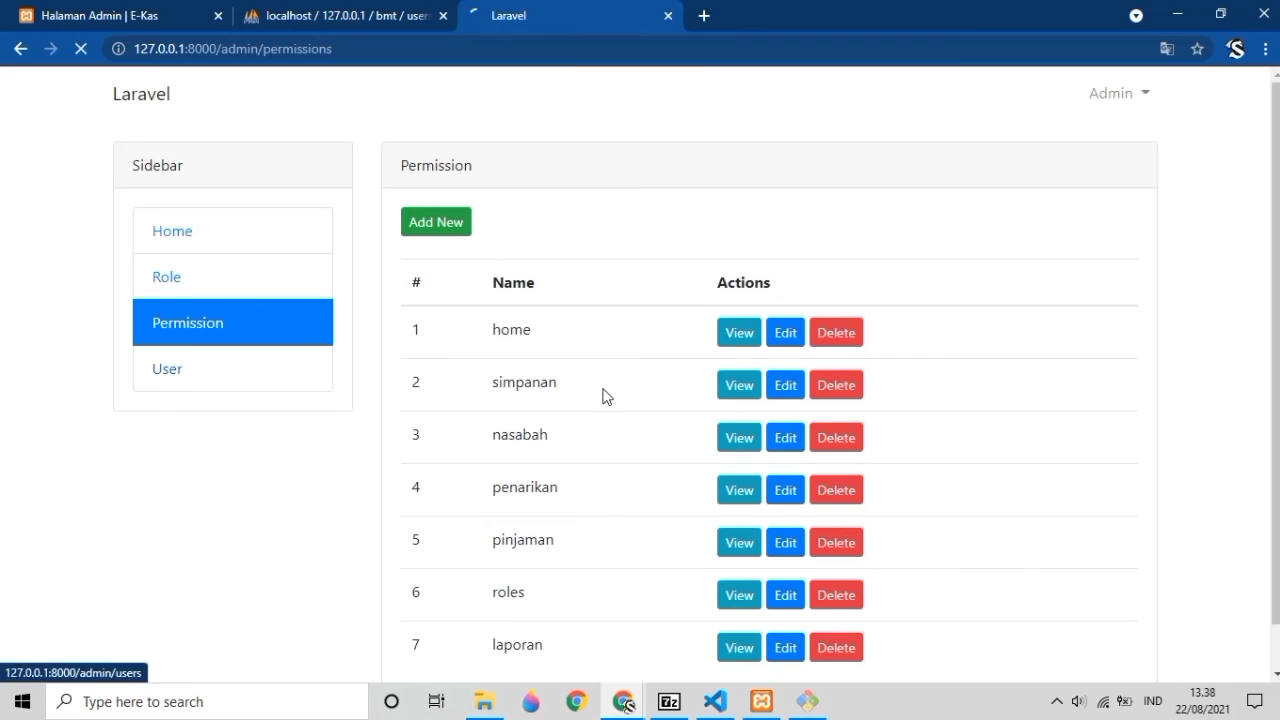 Halaman Admin | E-Kas
localhost / 127.0.0.1 / bmt / users
Laravel
127.0.0.1:8000/admin/permissions
Laravel
Admin
Sidebar
Home
Role
Permission
User
Permission
Add New
# Name Actions
1 home View Edit Delete
2 simpanan View Edit Delete
3 nasabah View Edit Delete
4 penarikan View Edit Delete
5 pinjaman View Edit Delete
6 roles View Edit Delete
7 laporan View Edit Delete
127.0.0.1:8000/admin/users
Type here to search
7z
IND
13.38
22/08/2021